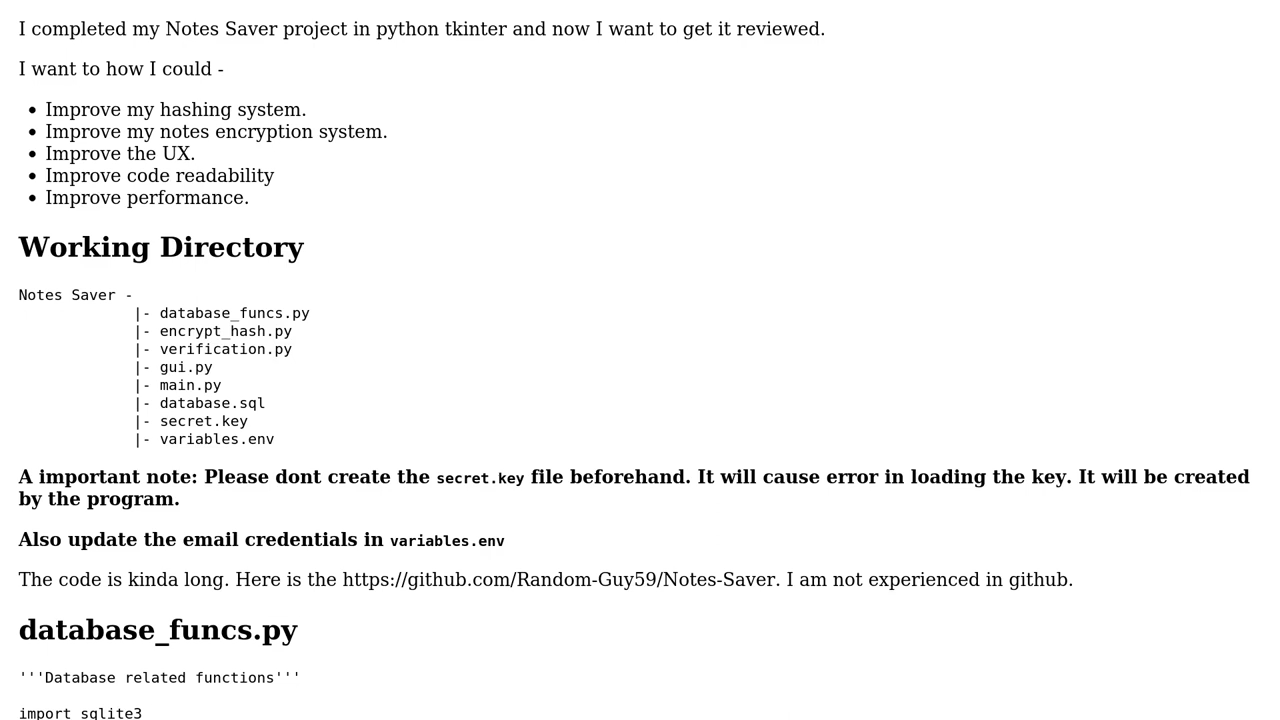 I completed my Notes Saver project in python tkinter and now I want to get it reviewed.
I want to how I could -
• Improve my hashing system.
• Improve my notes encryption system.
• Improve the UX.
• Improve code readability
• Improve performance.
Working Directory
Notes Saver -
|- database_funcs.py
|- encrypt_hash.py
|- verification.py
|- gui.py
|- main.py
|- database.sql
|- secret.key
|- variables.env
A important note: Please dont create the secret.key file beforehand. It will cause error in loading the key. It will be created
by the program.
Also update the email credentials in variables.env
The code is kinda long. Here is the https://github.com/Random-Guy59/Notes-Saver. I am not experienced in github.
database_funcs.py
'''Database related functions'''
import sqlite3